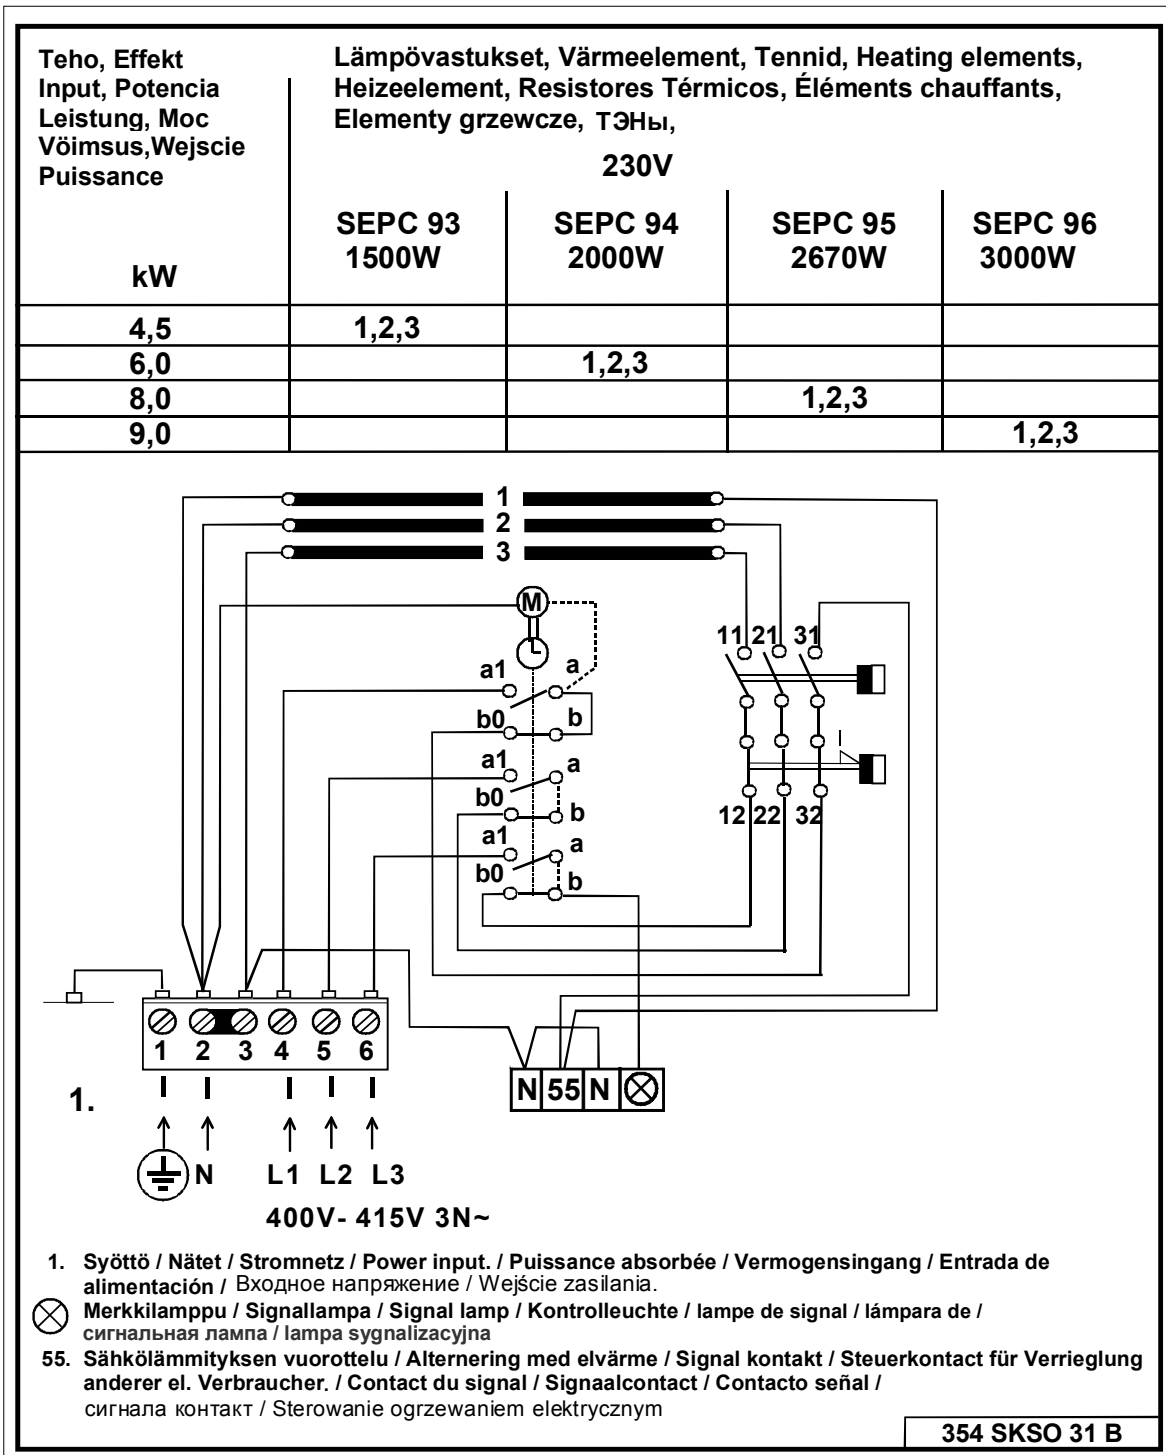 Teho, Effekt
Input, Potencia
Leistung, Moc
Vöimsus,Wejscie
Puissance
kW
Lämpövastukset, Värmeelement, Tennid, Heating elements,
Heizeelement, Resistores Térmicos, Éléments chauffants,
Elementy grzewcze, ТЭНы,
230V
SEPC 93 SEPC 94 SEPC 95 SEPC 96
1500W 2000W 2670W 3000W
4,5 1,2,3
6,0 1,2,3
8,0 1,2,3
9,0 1,2,3
1
2
3
M
11 21 31
a1 a
b0 b
a1 a
b0 b
12 22 32
a1 a
b0 b
1 2 3 4 5 6
N 55 N
1.
N L1 L2 L3
400V- 415V 3N~
1. Syöttö / Nätet / Stromnetz / Power input. / Puissance absorbée / Vermogensingang / Entrada de
alimentación / Входное напряжение / Wejście zasilania.
Merkkilamppu / Signallampa / Signal lamp / Kontrolleuchte / lampe de signal / lámpara de /
сигнальная лампа / lampa sygnalizacyjna
55. Sähkölämmityksen vuorottelu / Alternering med elvärme / Signal kontakt / Steuerkontact für Verrieglung
anderer el. Verbraucher. / Contact du signal / Signaalcontact / Contacto señal /
сигнала контакт / Sterowanie ogrzewaniem elektrycznym
354 SKSO 31 B